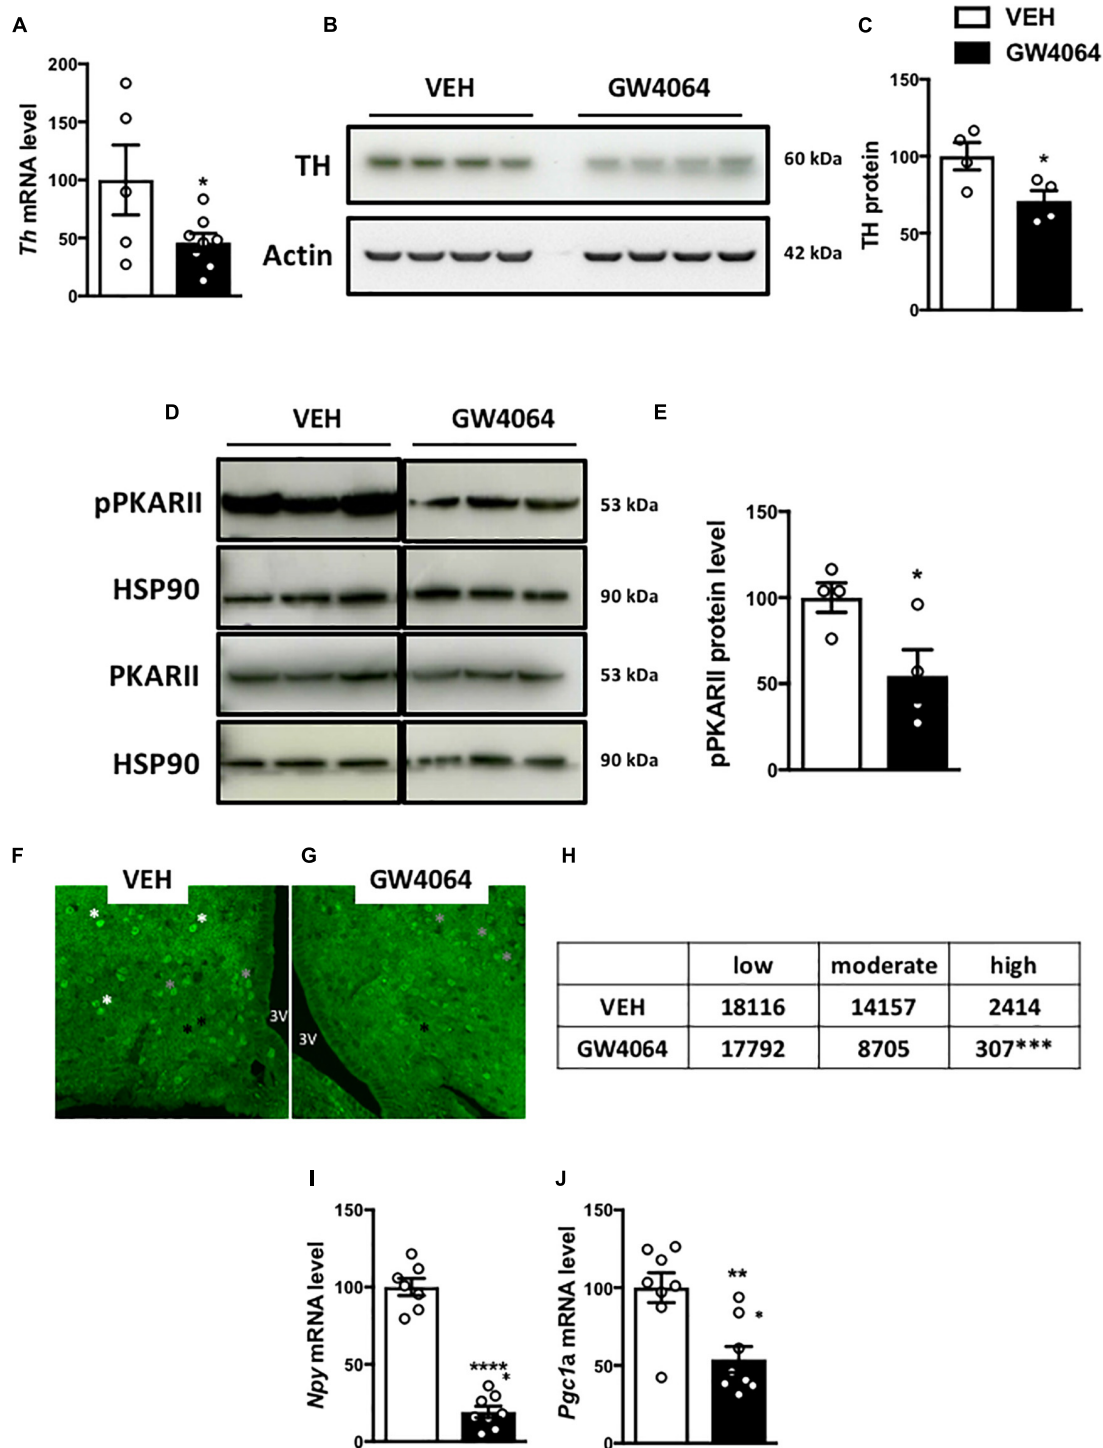 A
Th mRNA level
200
150
100
50
0
*
B
VEH
GW4064
TH
60 kDa
Actin
42 kDa
C
VEH
GW4064
TH protein
150
100
50
0
*
D
VEH
GW4064
pPKARII
53 kDa
HSP90
90 kDa
PKARII
53 kDa
HSP90
90 kDa
E
pPKARII protein level
150
100
50
0
*
F
VEH
* * * * * * *
3V
G
GW4064
* * * *
3V
H
low moderate high
VEH 18116 14157 2414
GW4064 17792 8705 307***
I
Npy mRNA level
150
100
50
0
****
*
J
Pgc1a mRNA level
150
100
50
0
**
*